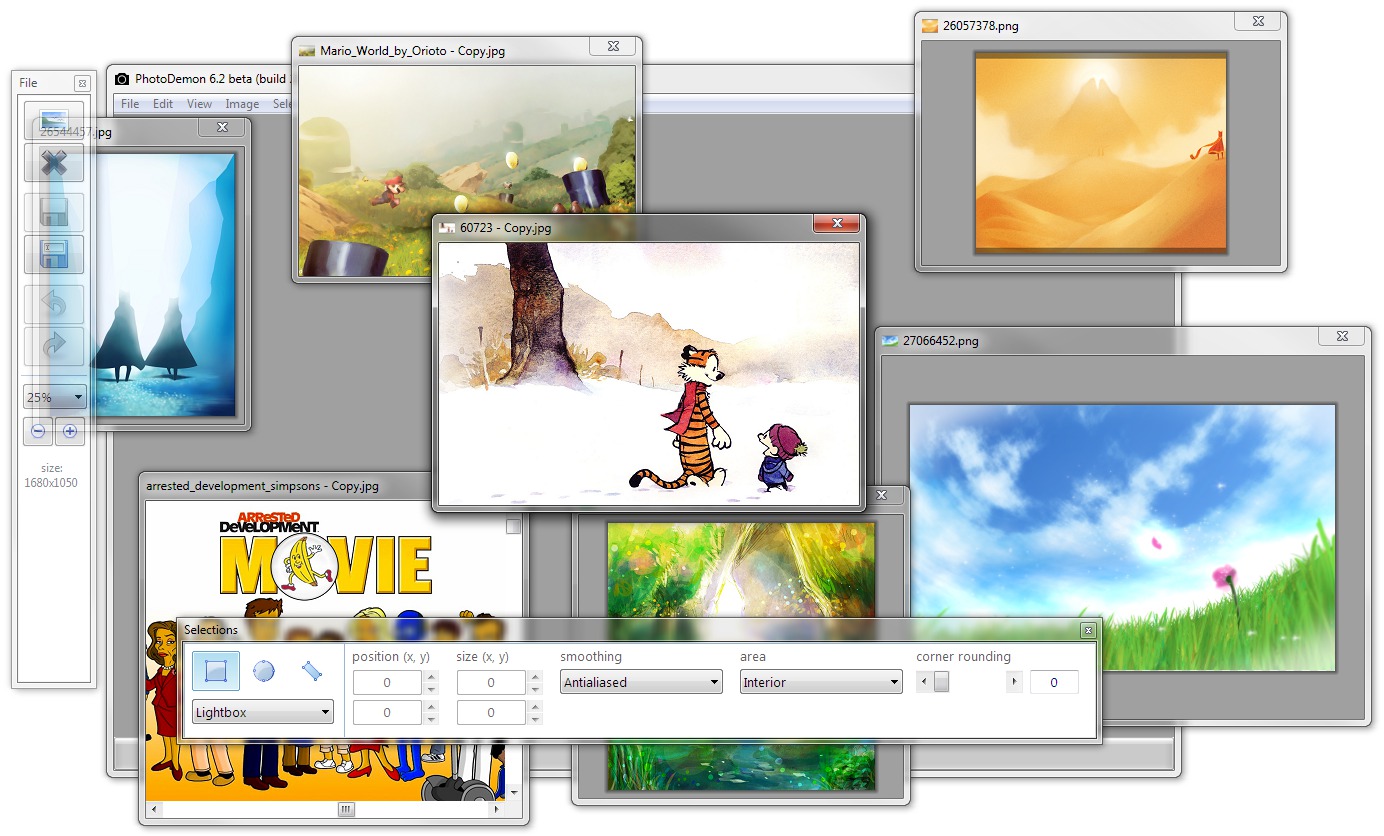 26057378.png
Mario_World_by_Orioto - Copy.jpg
File
PhotoDemon 6.2 beta (build
File Edit View Image Sele
26544457.jpg
60723 - Copy.jpg
27066452.png
25%
size:
1680x1050
arrested_development_simpsons - Copy.jpg
ARRESTED
DEVELOPMENT
MOVIE
Selections
position (x, y)
size (x, y)
smoothing
area
corner rounding
0
0
Antialiased
Interior
0
Lightbox
0
0